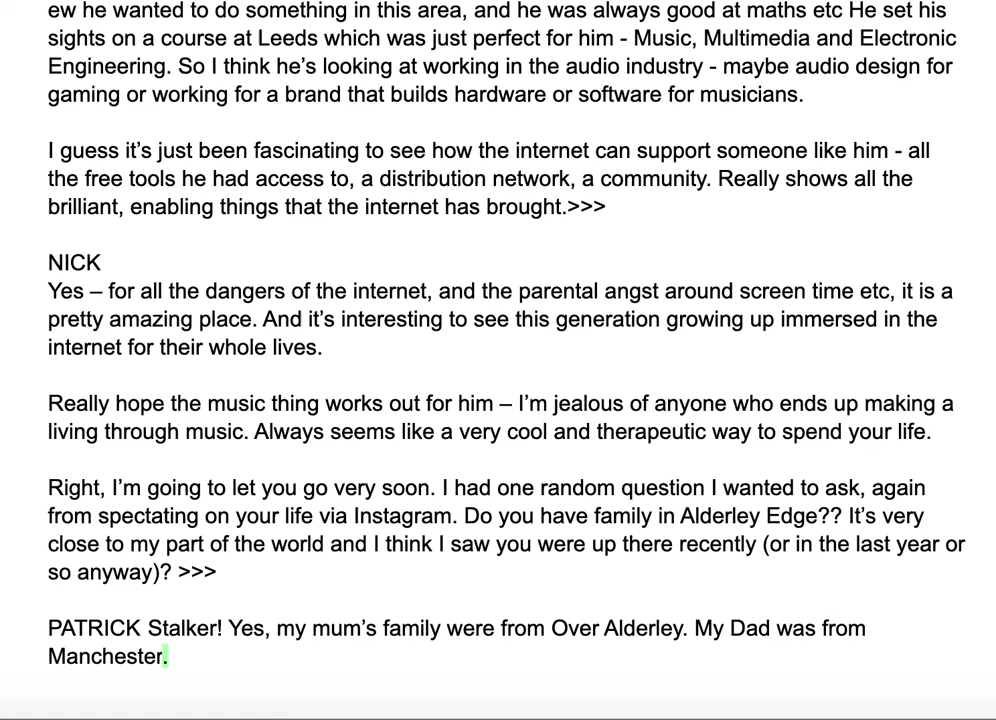 ew he wanted to do something in this area, and he was always good at maths etc He set his
sights on a course at Leeds which was just perfect for him - Music, Multimedia and Electronic
Engineering. So I think he’s looking at working in the audio industry - maybe audio design for
gaming or working for a brand that builds hardware or software for musicians.
I guess it’s just been fascinating to see how the internet can support someone like him - all
the free tools he had access to, a distribution network, a community. Really shows all the
brilliant, enabling things that the internet has brought.>>>
NICK
Yes – for all the dangers of the internet, and the parental angst around screen time etc, it is a
pretty amazing place. And it’s interesting to see this generation growing up immersed in the
internet for their whole lives.
Really hope the music thing works out for him – I’m jealous of anyone who ends up making a
living through music. Always seems like a very cool and therapeutic way to spend your life.
Right, I’m going to let you go very soon. I had one random question I wanted to ask, again
from spectating on your life via Instagram. Do you have family in Alderley Edge?? It’s very
close to my part of the world and I think I saw you were up there recently (or in the last year or
so anyway)? >>>
PATRICK Stalker! Yes, my mum’s family were from Over Alderley. My Dad was from
Manchester.